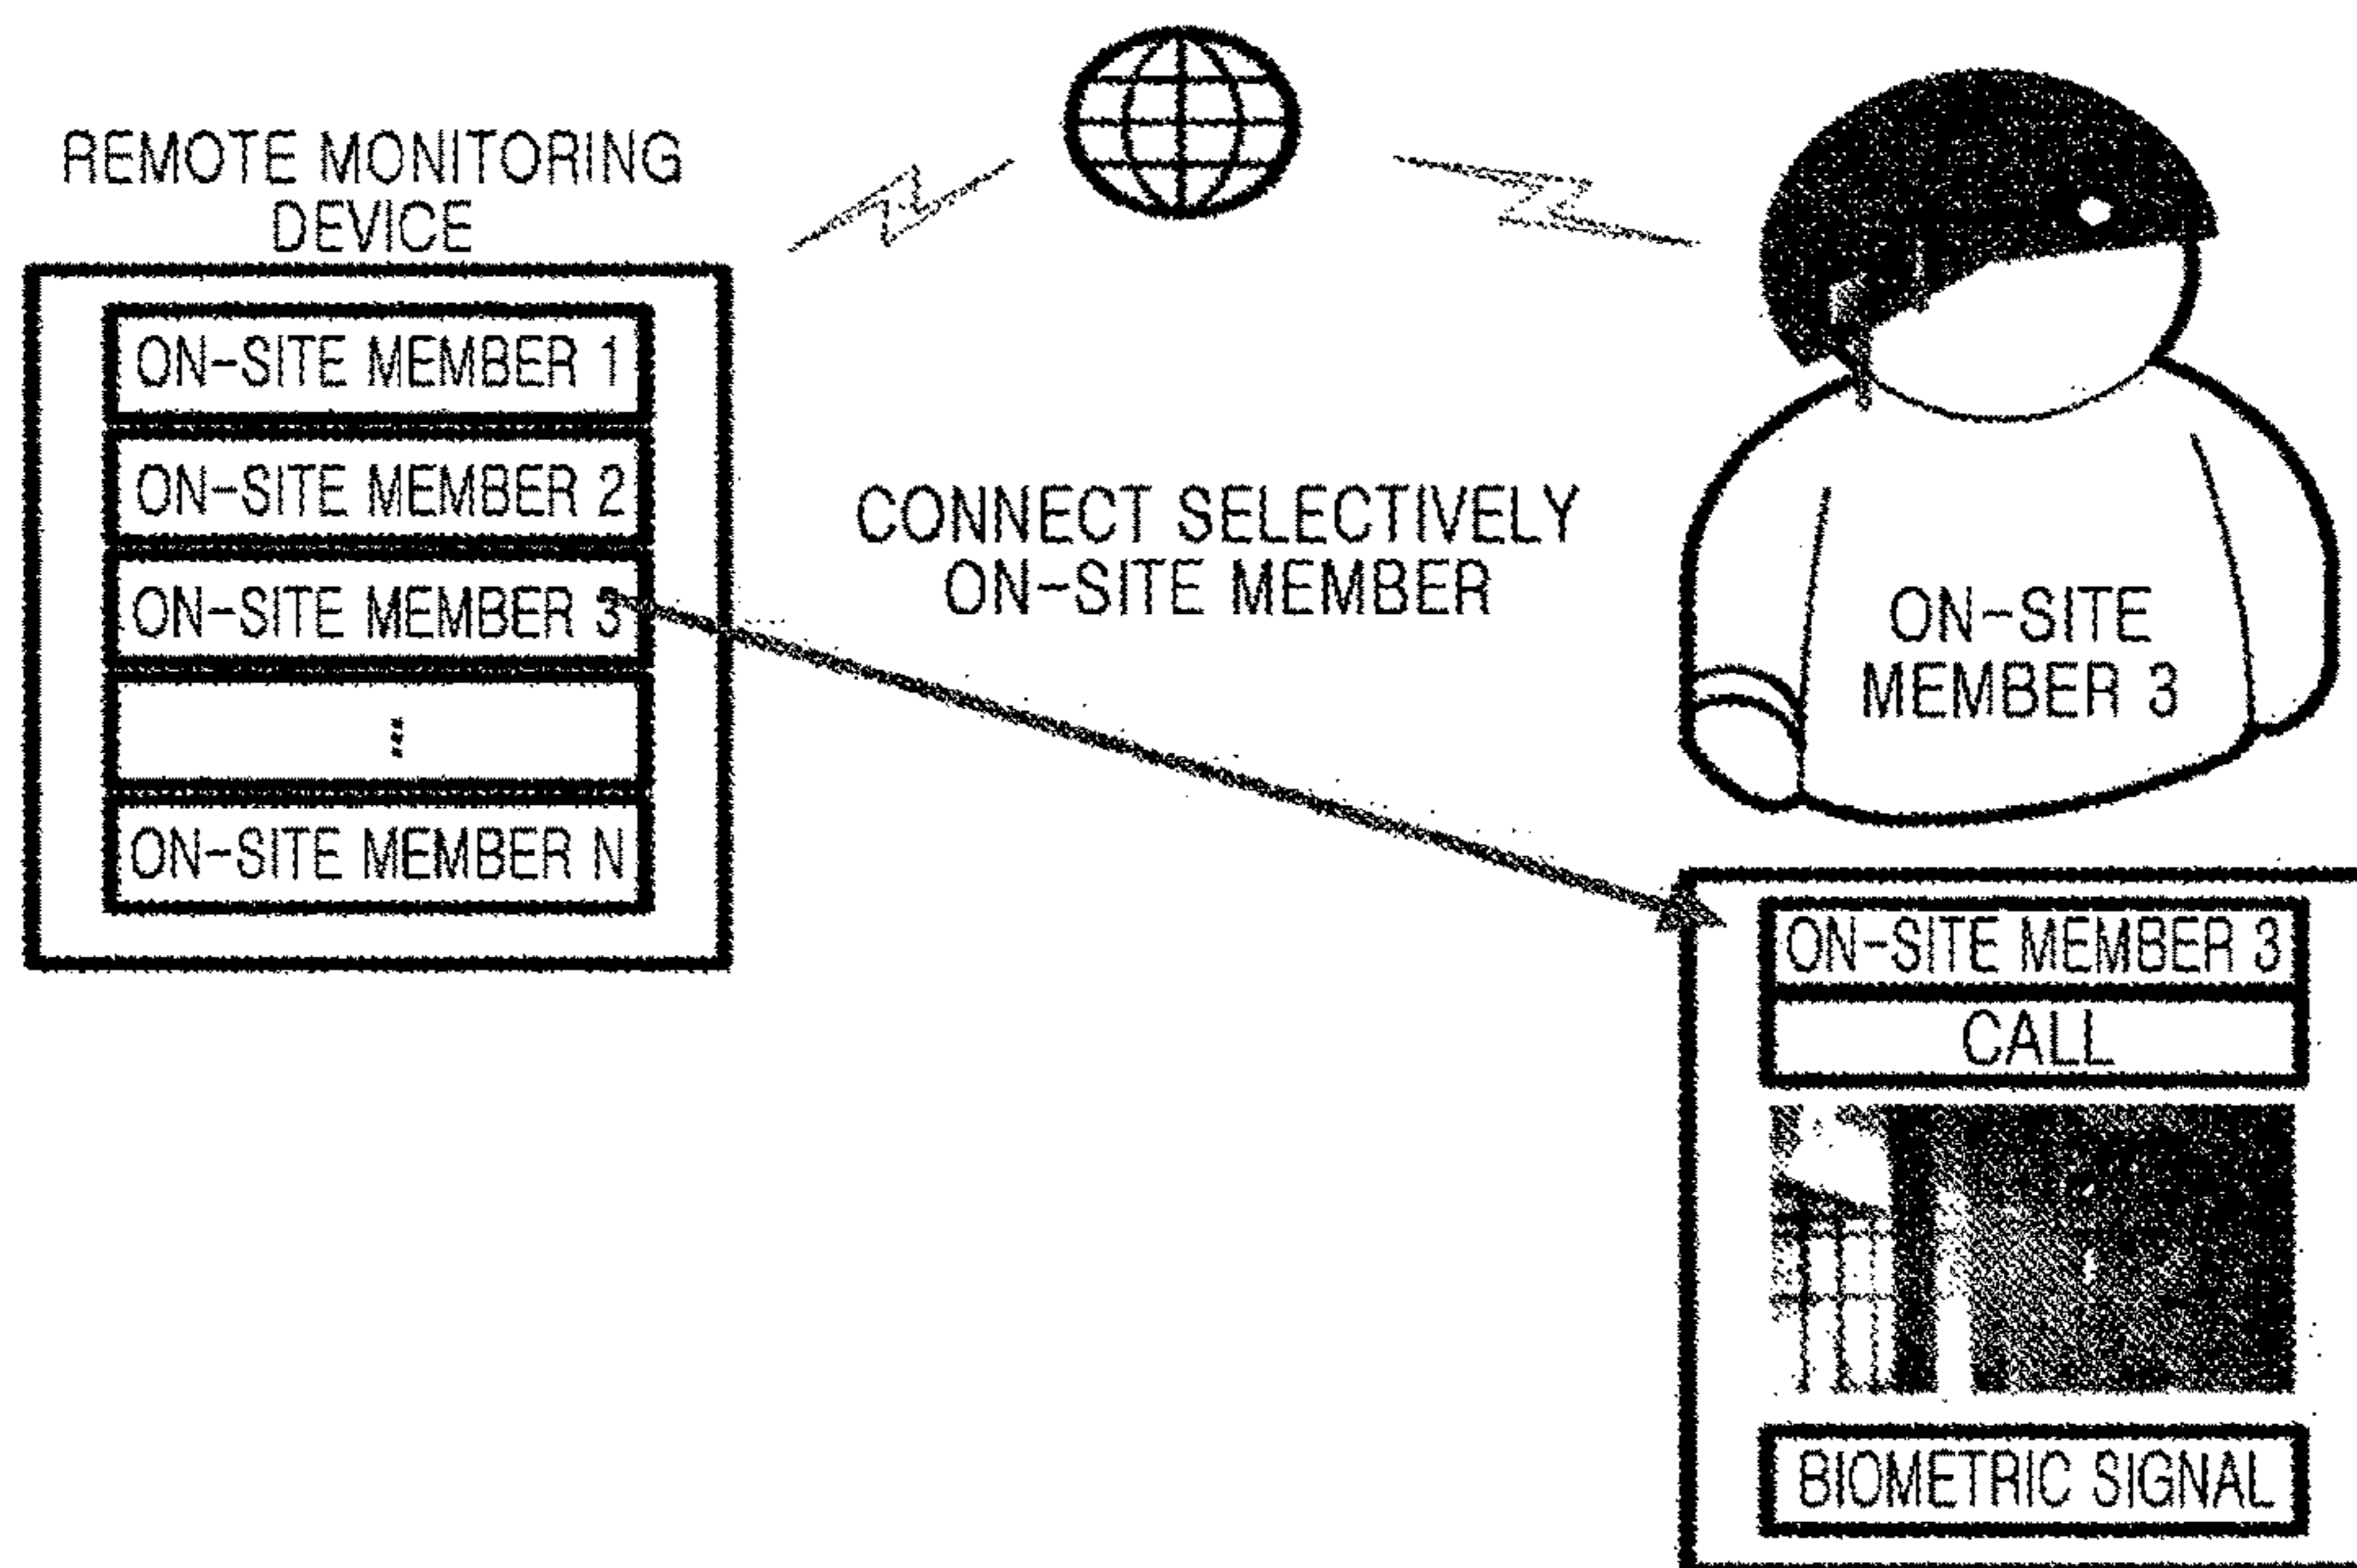 REMOTE MONITORING
DEVICE
ON-SITE MEMBER 1
ON-SITE MEMBER 2
ON-SITE MEMBER 3
⋮
ON-SITE MEMBER N
CONNECT SELECTIVELY
ON-SITE MEMBER
ON-SITE
MEMBER 3
ON-SITE MEMBER 3
CALL
BIOMETRIC SIGNAL